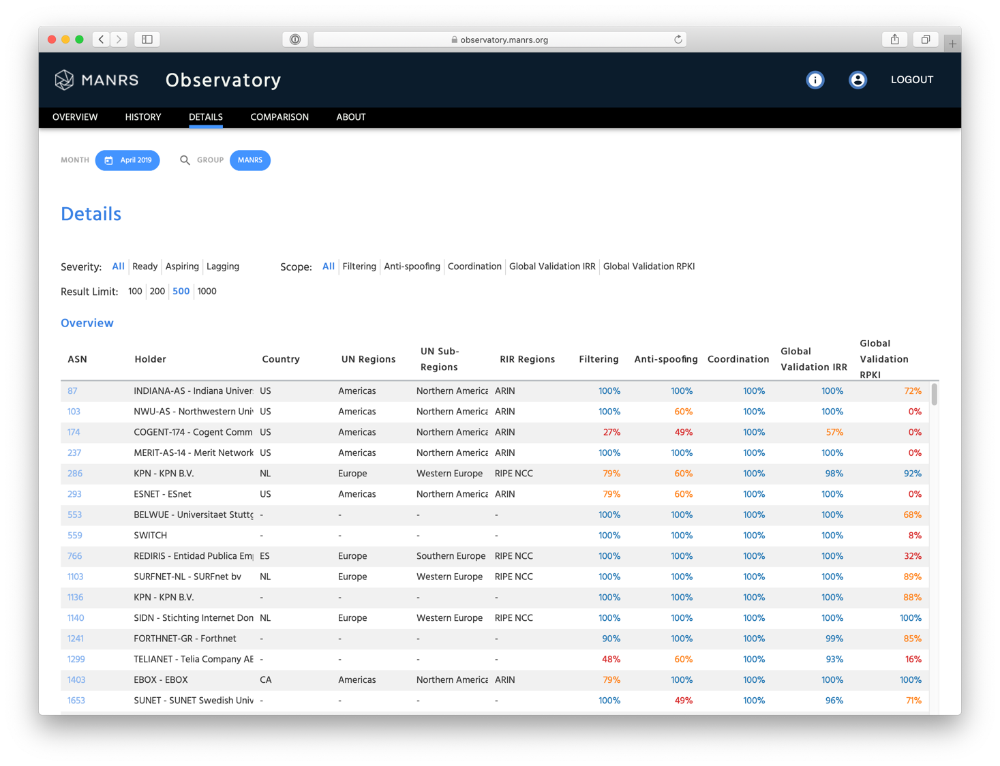 observatory.manrs.org
MANRS Observatory LOGOUT
OVERVIEW HISTORY DETAILS COMPARISON ABOUT
MONTH April 2019 GROUP MANRS
Details
Severity: All Ready Aspiring Lagging Scope: All Filtering Anti-spoofing Coordination Global Validation IRR Global Validation RPKI
Result Limit: 100 200 500 1000
Overview
ASN Holder Country UN Regions UN Sub-Regions RIR Regions Filtering Anti-spoofing Coordination Global Validation IRR Global Validation RPKI
87 INDIANA-AS - Indiana Univer US Americas Northern America ARIN 100% 100% 100% 100% 72%
103 NWU-AS - Northwestern Uni US Americas Northern America ARIN 100% 60% 100% 100% 0%
174 COGENT-174 - Cogent Comm US Americas Northern America ARIN 27% 49% 100% 57% 0%
237 MERIT-AS-14 - Merit Network US Americas Northern America ARIN 100% 100% 100% 100% 0%
286 KPN - KPN B.V. NL Europe Western Europe RIPE NCC 79% 60% 100% 98% 92%
293 ESNET - ESnet US Americas Northern America ARIN 79% 60% 100% 100% 0%
553 BELWUE - Universitaet Stuttg - - - - 100% 100% 100% 100% 68%
559 SWITCH - - - - 100% 100% 100% 100% 8%
766 REDIRIS - Entidad Publica Em ES Europe Southern Europe RIPE NCC 100% 100% 100% 100% 32%
1103 SURFNET-NL - SURFnet bv NL Europe Western Europe RIPE NCC 100% 100% 100% 100% 89%
1136 KPN - KPN B.V. - - - - 100% 100% 100% 100% 88%
1140 SIDN - Stichting Internet Dom NL Europe Western Europe RIPE NCC 100% 100% 100% 100% 100%
1241 FORTHNET-GR - Forthnet - - - - 90% 100% 100% 99% 85%
1299 TELIANET - Telia Company AB - - - - 48% 60% 100% 93% 16%
1403 EBOX - EBOX CA Americas Northern America ARIN 79% 100% 100% 100% 100%
1653 SUNET - SUNET Swedish Univ - - - - 100% 49% 100% 96% 71%